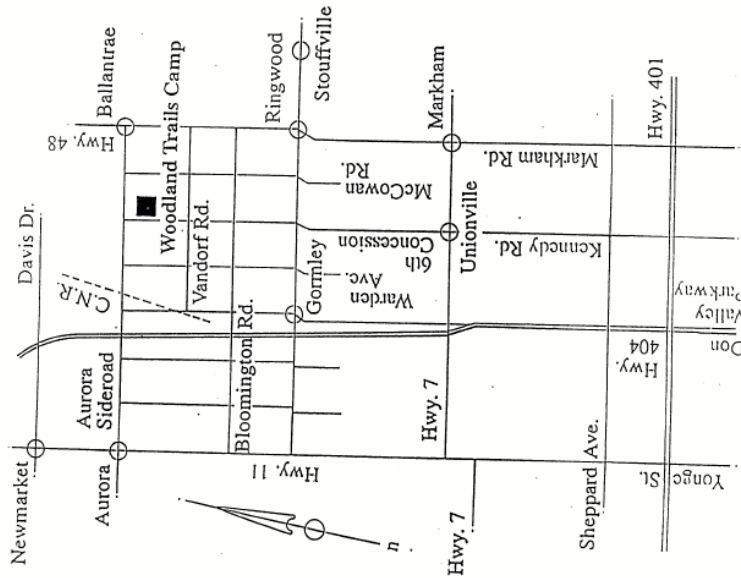 Newmarket
Davis Dr.
Aurora
Aurora
Sideroad
C.N.R.
Ballantrae
Hwy. 48
Woodland Trails Camp
Vandorf Rd.
Bloomington Rd.
Ringwood
Stouffville
Gormley
Hwy. 11
Warden
Ave.
6th
Concession
McCowan
Rd.
Hwy. 7
Unionville
Markham
n
Hwy. 7
Kennedy Rd.
Markham Rd.
Sheppard Ave.
Hwy.
404
Hwy. 401
Yonge
St.
Don
Valley
Parkway